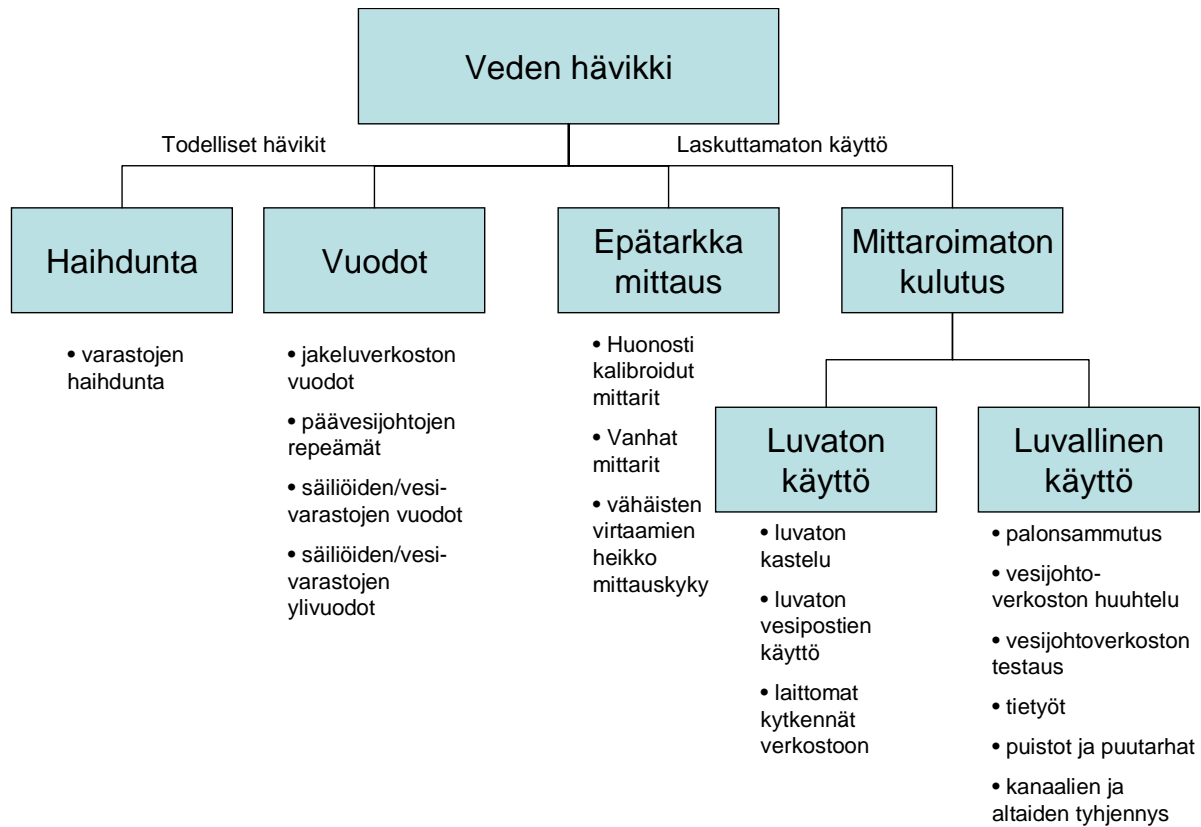 Veden hävikki
Todelliset hävikit
Laskuttamaton käyttö
Haihdunta
• varastojen
haihdunta
Vuodot
• jakeluverkoston
vuodot
• päävesijohtojen
repeämät
• säiliöiden/vesi-
varastojen vuodot
• säiliöiden/vesi-
varastojen
ylivuodot
Epätarkka
mittaus
• Huonosti
kalibroidut
mittarit
• Vanhat
mittarit
• vähäisten
virtaamien
heikko
mittauskyky
Mittaroimaton
kulutus
Luvaton
käyttö
• luvaton
kastelu
• luvaton
vesipostien
käyttö
• laittomat
kytkennät
verkostoon
Luvallinen
käyttö
• palonsammutus
• vesijohto-
verkoston huuhtelu
• vesijohtoverkoston
testaus
• tietyöt
• puistot ja puutarhat
• kanaalien ja
altaiden tyhjennys